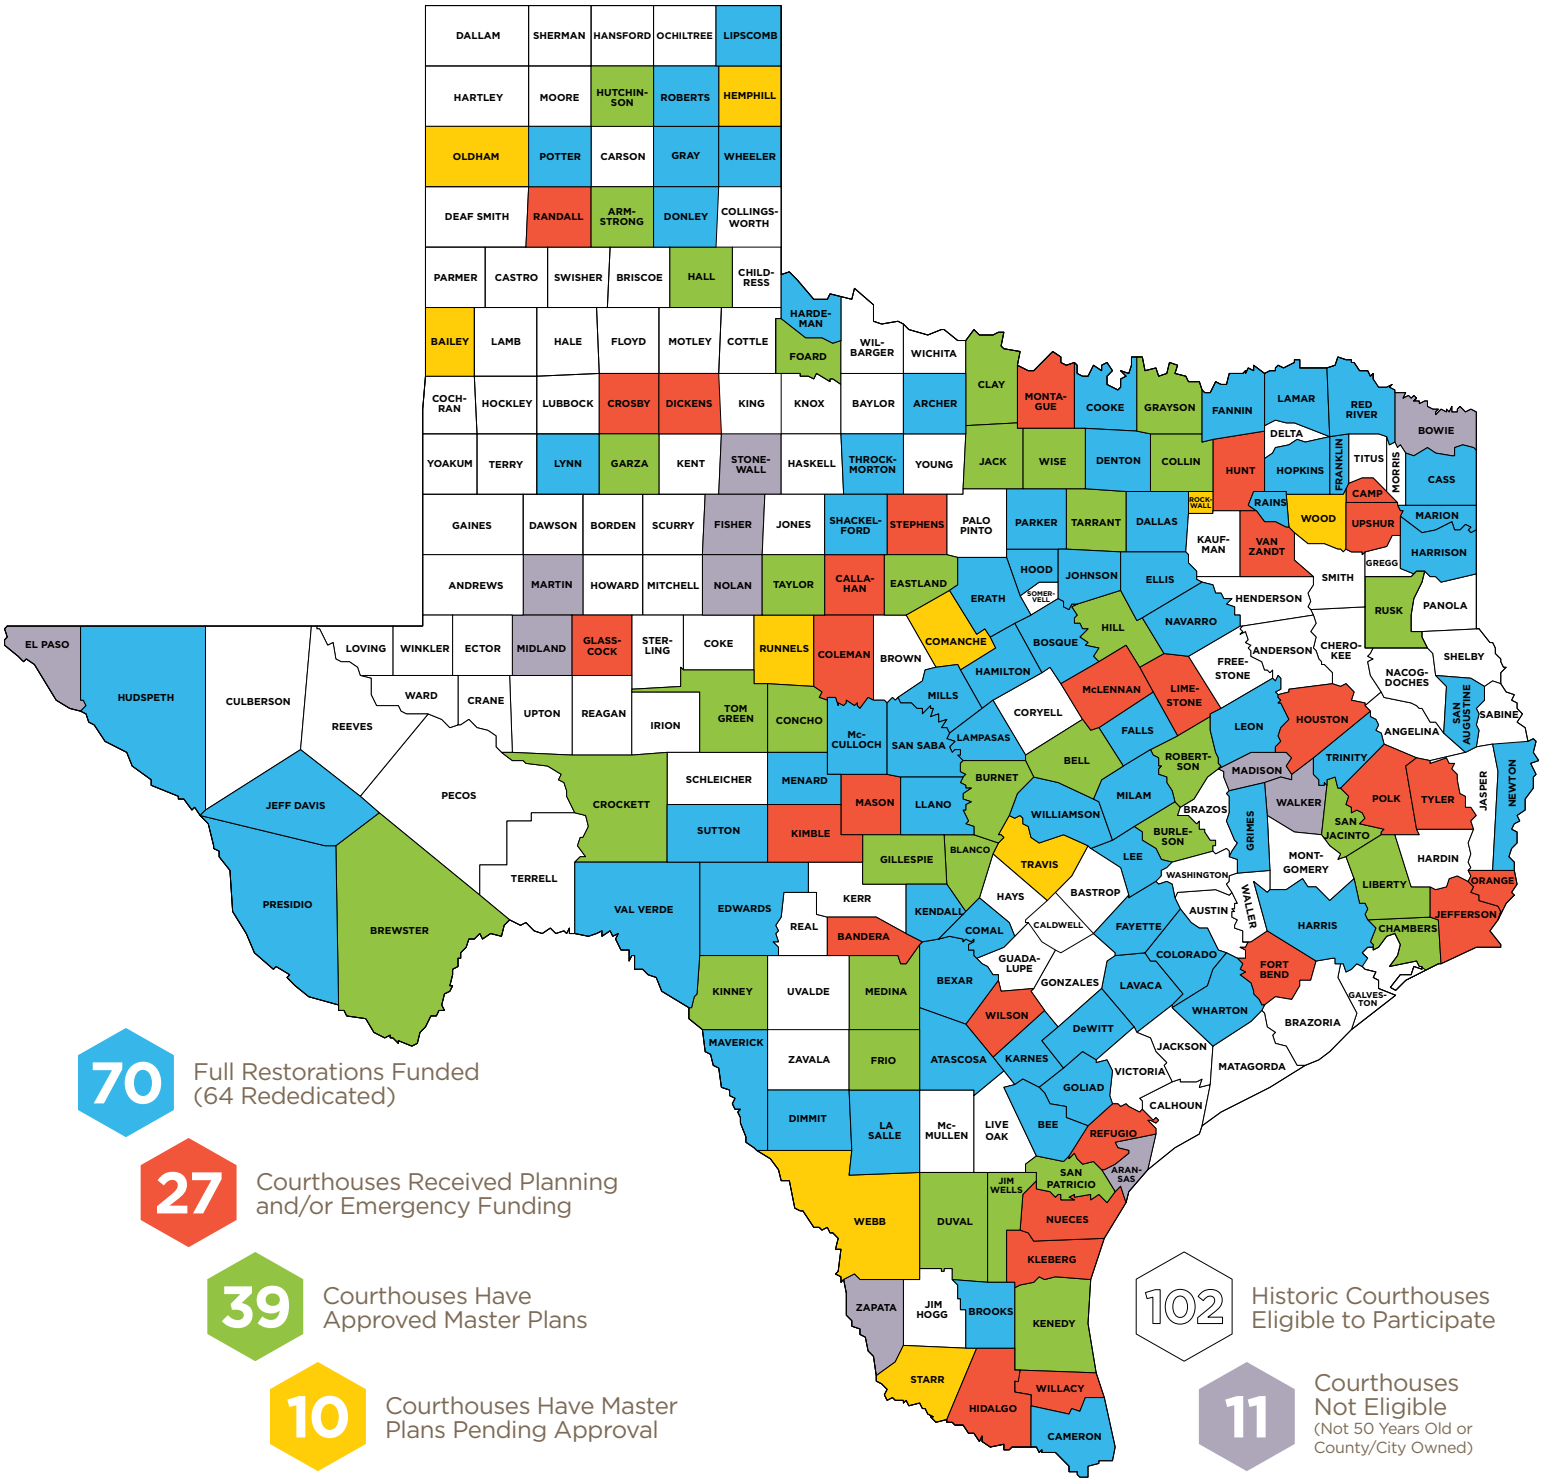 DALLAM
SHERMAN
HANSFORD
OCHILTREE
LIPSCOMB
HARTLEY
MOORE
HUTCHIN-
SON
ROBERTS
HEMPHILL
OLDHAM
POTTER
CARSON
GRAY
WHEELER
DEAF SMITH
RANDALL
ARM-
STRONG
DONLEY
COLLINGS-
WORTH
PARMER
CASTRO
SWISHER
BRISCOE
HALL
CHILD-
RESS
HARDE-
MAN
BAILEY
LAMB
HALE
FLOYD
MOTLEY
COTTLE
FOARD
WIL-
BARGER
WICHITA
CLAY
MONTA-
GUE
COOKE
GRAYSON
FANNIN
LAMAR
RED
RIVER
BOWIE
COCH-
RAN
HOCKLEY
LUBBOCK
CROSBY
DICKENS
KING
KNOX
BAYLOR
ARCHER
YOAKUM
TERRY
LYNN
GARZA
KENT
STONE-
WALL
HASKELL
THROCK-
MORTON
YOUNG
JACK
WISE
DENTON
COLLIN
HUNT
DELTA
HOPKINS
FRANKLIN
TITUS
MORRIS
CASS
GAINES
DAWSON
BORDEN
SCURRY
FISHER
JONES
SHACKEL-
FORD
STEPHENS
PALO
PINTO
PARKER
TARRANT
DALLAS
ROCK-
WALL
RAINS
WOOD
CAMP
UPSHUR
MARION
KAUF-
MAN
VAN
ZANDT
GREGG
HARRISON
ANDREWS
MARTIN
HOWARD
MITCHELL
NOLAN
TAYLOR
CALLA-
HAN
EASTLAND
ERATH
HOOD
SOMER-
VELL
JOHNSON
ELLIS
HENDERSON
SMITH
RUSK
PANOLA
EL PASO
HUDSPETH
CULBERSON
LOVING
WINKLER
ECTOR
MIDLAND
GLASS-
COCK
STER-
LING
COKE
RUNNELS
COLEMAN
BROWN
COMANCHE
HAMILTON
BOSQUE
HILL
NAVARRO
FREE-
STONE
ANDERSON
CHERO-
KEE
NACOG-
DOCHES
SHELBY
REEVES
WARD
CRANE
UPTON
REAGAN
IRION
TOM
GREEN
CONCHO
Mc-
CULLOCH
SAN SABA
MILLS
LAMPASAS
CORYELL
McLENNAN
LIME-
STONE
FALLS
LEON
HOUSTON
ANGELINA
SAN
AUGUSTINE
SABINE
JEFF DAVIS
PECOS
CROCKETT
SCHLEICHER
MENARD
MASON
LLANO
BURNET
BELL
MILAM
ROBERT-
SON
MADISON
WALKER
TRINITY
POLK
TYLER
JASPER
NEWTON
SUTTON
KIMBLE
GILLESPIE
BLANCO
WILLIAMSON
TRAVIS
LEE
BURLE-
SON
BRAZOS
GRIMES
SAN
JACINTO
MONT-
GOMERY
LIBERTY
HARDIN
ORANGE
PRESIDIO
BREWSTER
TERRELL
VAL VERDE
EDWARDS
REAL
KERR
BANDERA
KENDALL
COMAL
HAYS
CALDWELL
BASTROP
WASHINGTON
WALLER
AUSTIN
HARRIS
CHAMBERS
JEFFERSON
FAYETTE
COLORADO
FORT
BEND
GALVES-
TON
KINNEY
UVALDE
MEDINA
BEXAR
GUADA-
LUPE
GONZALES
LAVACA
WHARTON
BRAZORIA
WILSON
DeWITT
MAVERICK
ZAVALA
FRIO
ATASCOSA
KARNES
JACKSON
MATAGORDA
VICTORIA
GOLIAD
CALHOUN
DIMMIT
LA
SALLE
Mc-
MULLEN
LIVE
OAK
BEE
REFUGIO
ARAN-
SAS
SAN
PATRICIO
JIM
WELLS
WEBB
DUVAL
NUECES
KLEBERG
ZAPATA
JIM
HOGG
BROOKS
KENEDY
STARR
HIDALGO
WILLACY
CAMERON
70
Full Restorations Funded
(64 Rededicated)
27
Courthouses Received Planning
and/or Emergency Funding
39
Courthouses Have
Approved Master Plans
10
Courthouses Have Master
Plans Pending Approval
102
Historic Courthouses
Eligible to Participate
11
Courthouses
Not Eligible
(Not 50 Years Old or
County/City Owned)